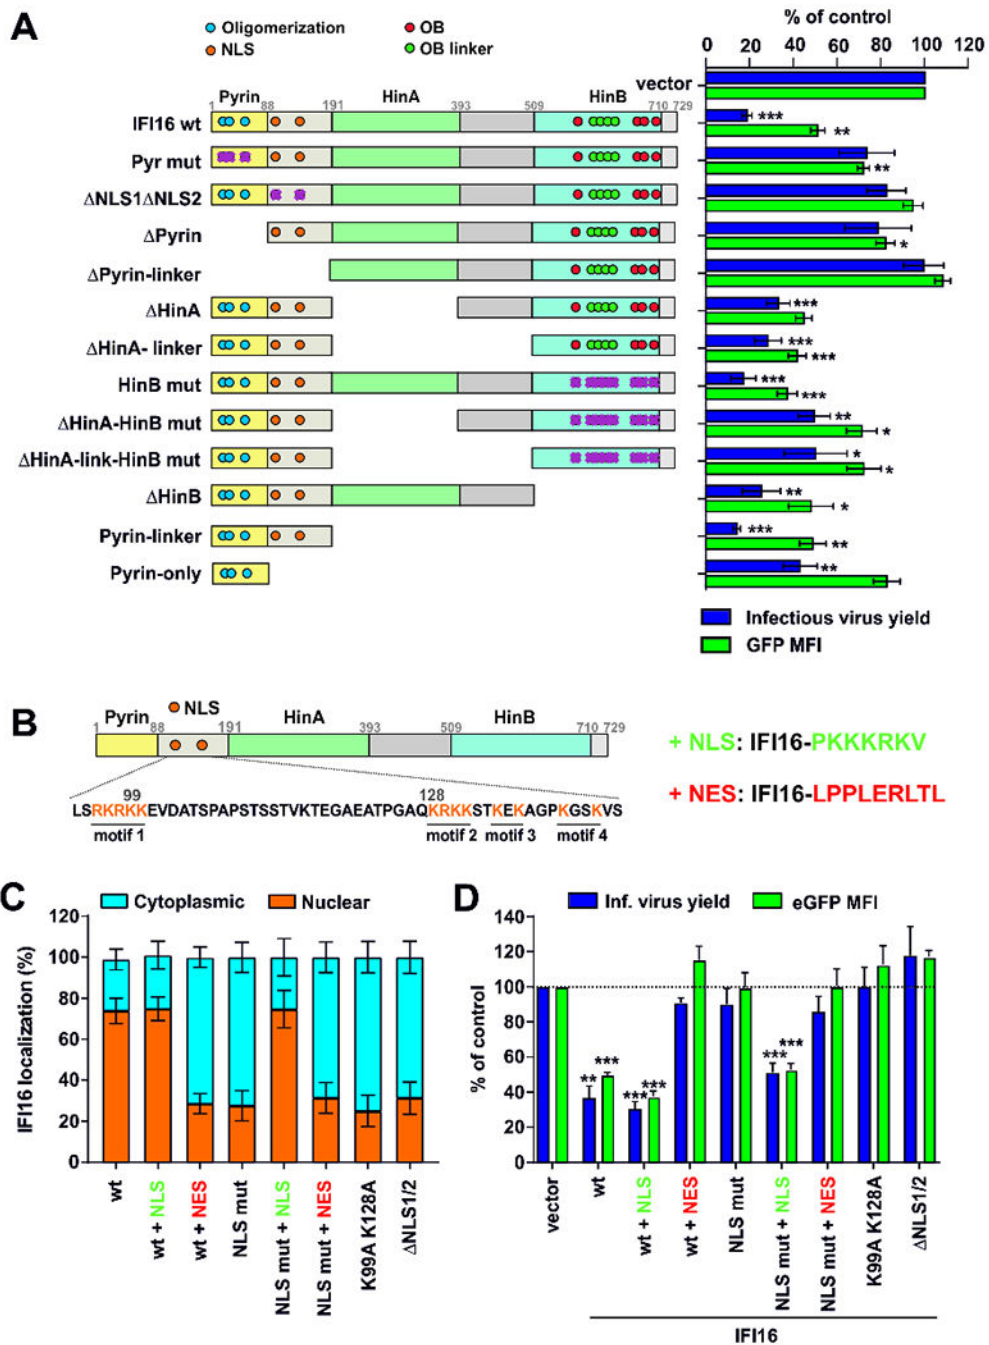 A
Oligomerization
OB
NLS
OB linker
% of control
0 20 40 60 80 100 120
vector
Pyrin HinA HinB
1 88 191 393 509 710 729
IFI16 wt
***
**
Pyr mut
**
ΔNLS1ΔNLS2
ΔPyrin
*
ΔPyrin-linker
ΔHinA
***
ΔHinA- linker
***
***
HinB mut
***
***
ΔHinA-HinB mut
**
*
ΔHinA-link-HinB mut
*
*
ΔHinB
**
*
Pyrin-linker
***
**
Pyrin-only
**
Infectious virus yield
GFP MFI
B
NLS
Pyrin HinA HinB
1 88 191 393 509 710 729
+ NLS: IFI16-PKKKRKV
+ NES: IFI16-LPPLERLTL
99 128
LSRKRKKEVDATSPAPSTSSTVKTEGAEATPGAQKRKKSTKEKAGPKGSKVS
motif 1 motif 2 motif 3 motif 4
C
Cytoplasmic Nuclear
IFI16 localization (%)
120
100
80
60
40
20
0
wt
wt + NLS
wt + NES
NLS mut
NLS mut + NLS
NLS mut + NES
K99A K128A
ΔNLS1/2
D
Inf. virus yield eGFP MFI
% of control
140
120
100
80
60
40
20
0
** *** *** *** *** ***
vector
wt
wt + NLS
wt + NES
NLS mut
NLS mut + NLS
NLS mut + NES
K99A K128A
ΔNLS1/2
IFI16